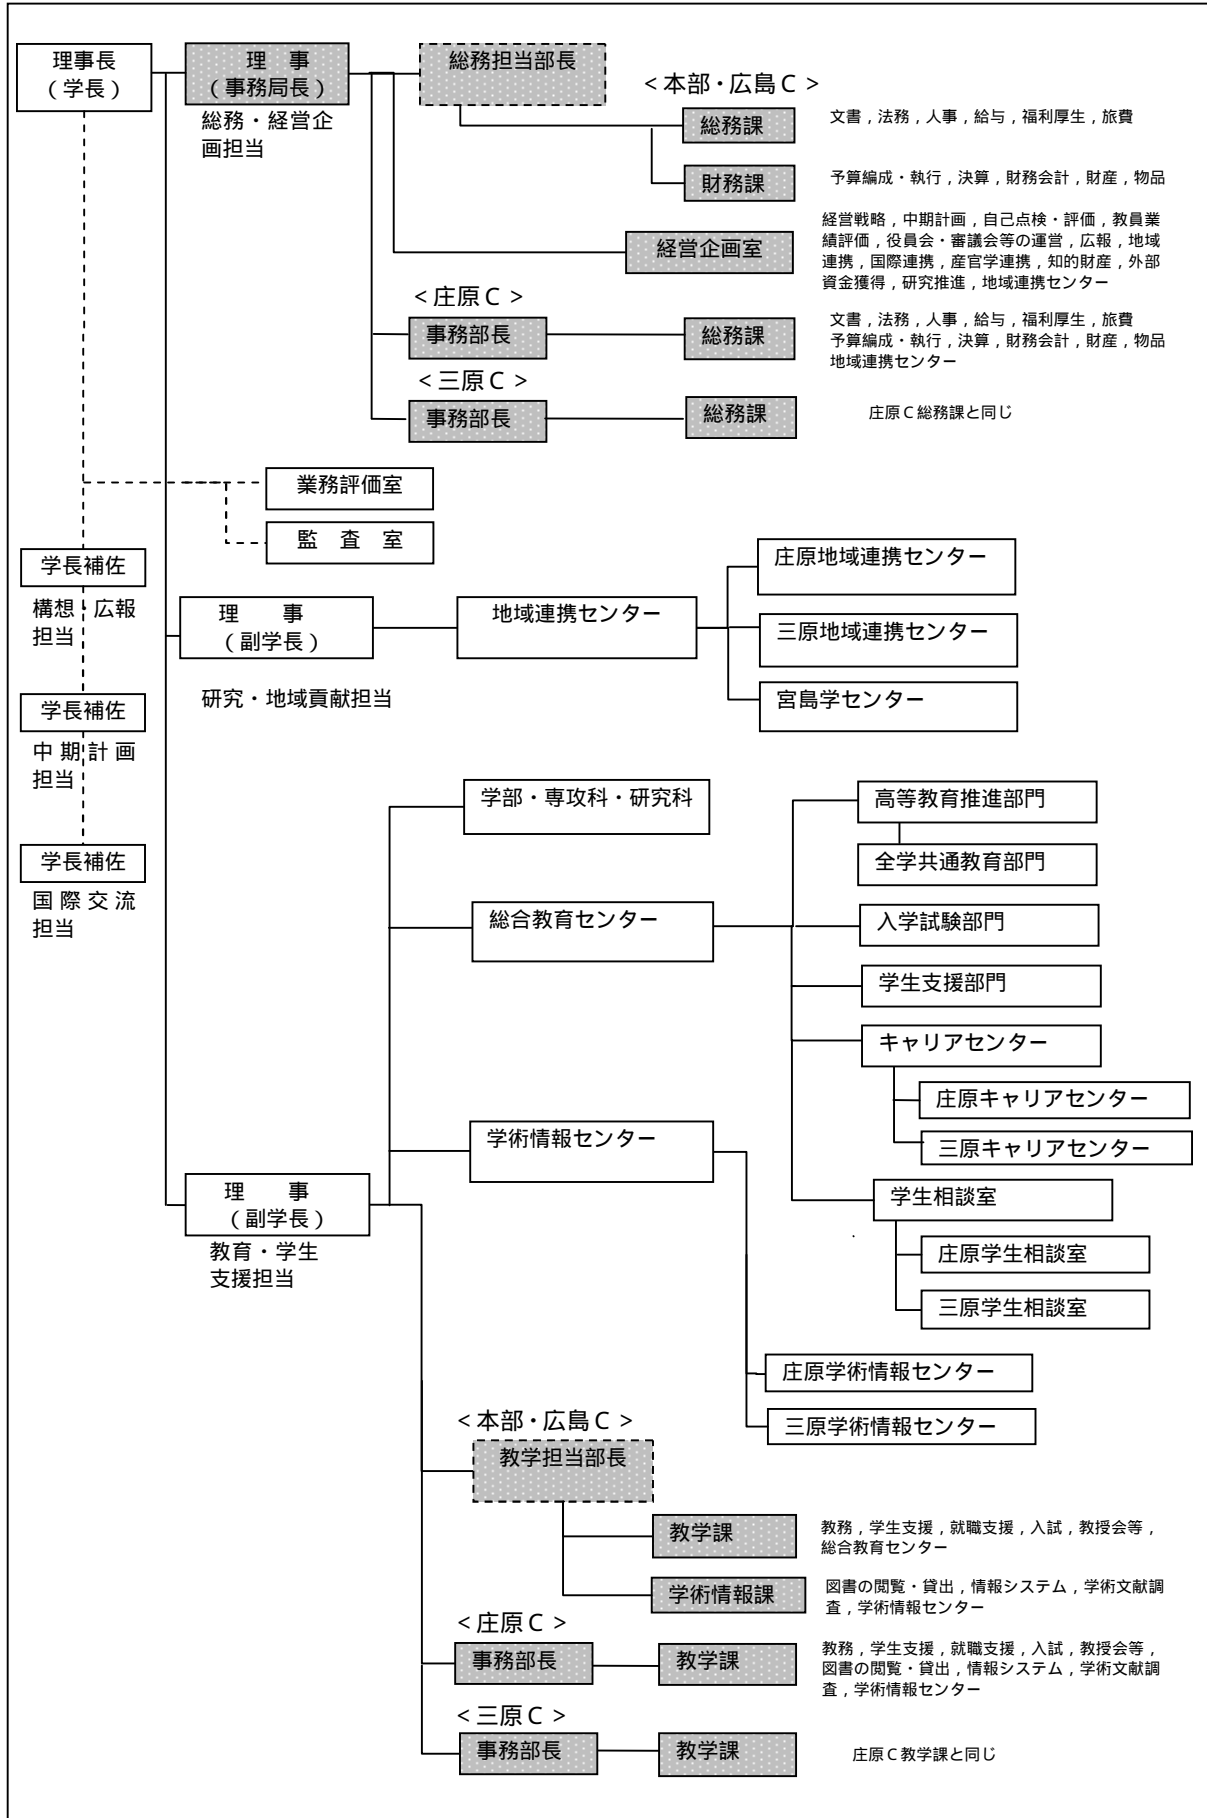 理事長
（学長）
理　事
（事務局長）
総務・経営企
画担当
総務担当部長
＜本部・広島Ｃ＞
総務課
文書，法務，人事，給与，福利厚生，旅費
財務課
予算編成・執行，決算，財務会計，財産，物品
経営企画室
経営戦略，中期計画，自己点検・評価，教員業
績評価，役員会・審議会等の運営，広報，地域
連携，国際連携，産官学連携，知的財産，外部
資金獲得，研究推進，地域連携センター
＜庄原Ｃ＞
事務部長
総務課
文書，法務，人事，給与，福利厚生，旅費
予算編成・執行，決算，財務会計，財産，物品
地域連携センター
＜三原Ｃ＞
事務部長
総務課
庄原Ｃ総務課と同じ
業務評価室
監　査　室
学長補佐
構想・広報
担当
学長補佐
中期計画
担当
学長補佐
国際交流
担当
理　　事
（副学長）
研究・地域貢献担当
地域連携センター
庄原地域連携センター
三原地域連携センター
宮島学センター
理　　事
（副学長）
教育・学生
支援担当
学部・専攻科・研究科
総合教育センター
高等教育推進部門
全学共通教育部門
入学試験部門
学生支援部門
キャリアセンター
庄原キャリアセンター
三原キャリアセンター
学生相談室
庄原学生相談室
三原学生相談室
学術情報センター
庄原学術情報センター
三原学術情報センター
＜本部・広島Ｃ＞
教学担当部長
教学課
教務，学生支援，就職支援，入試，教授会等，
総合教育センター
学術情報課
図書の閲覧・貸出，情報システム，学術文献調
査，学術情報センター
＜庄原Ｃ＞
事務部長
教学課
教務，学生支援，就職支援，入試，教授会等，
図書の閲覧・貸出，情報システム，学術文献調
査，学術情報センター
＜三原Ｃ＞
事務部長
教学課
庄原Ｃ教学課と同じ